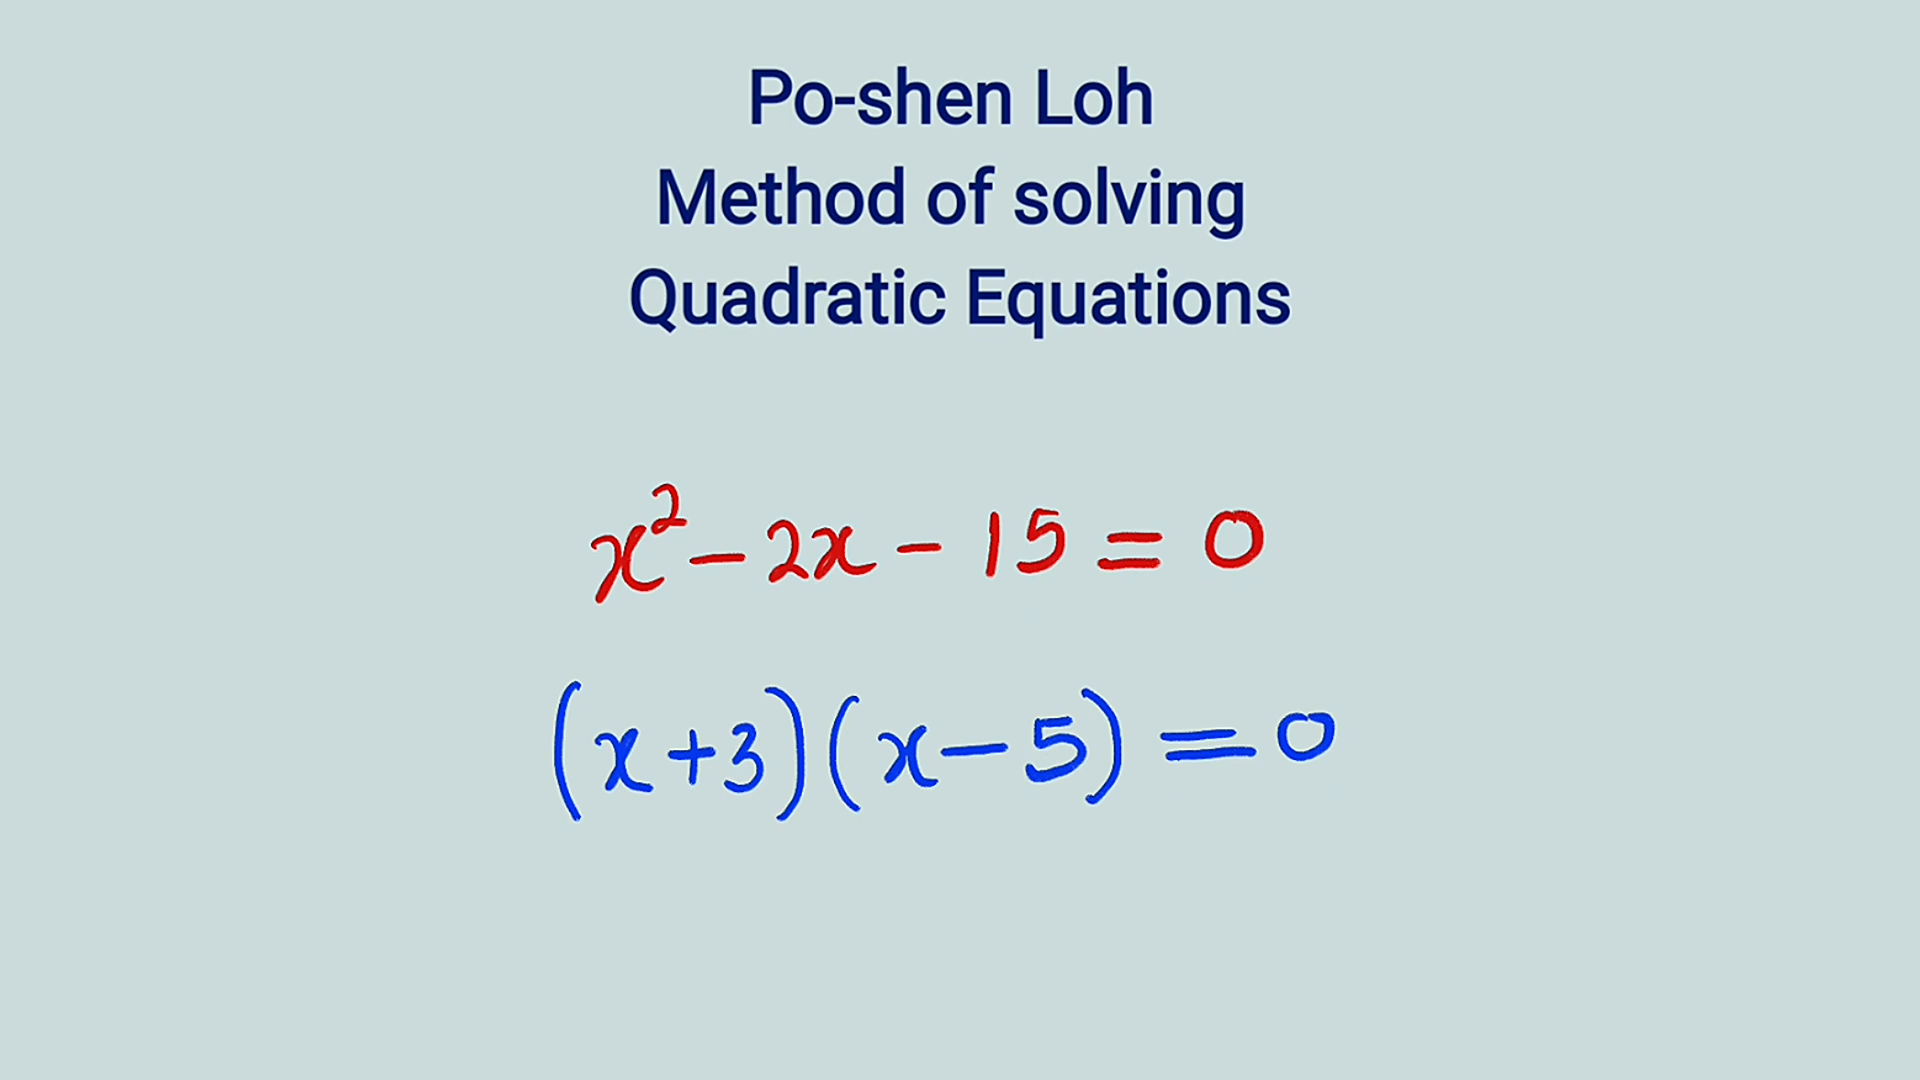 Po-shen Loh
Method of solving
Quadratic Equations
x² - 2x - 15 = 0
(x+3)(x-5) = 0